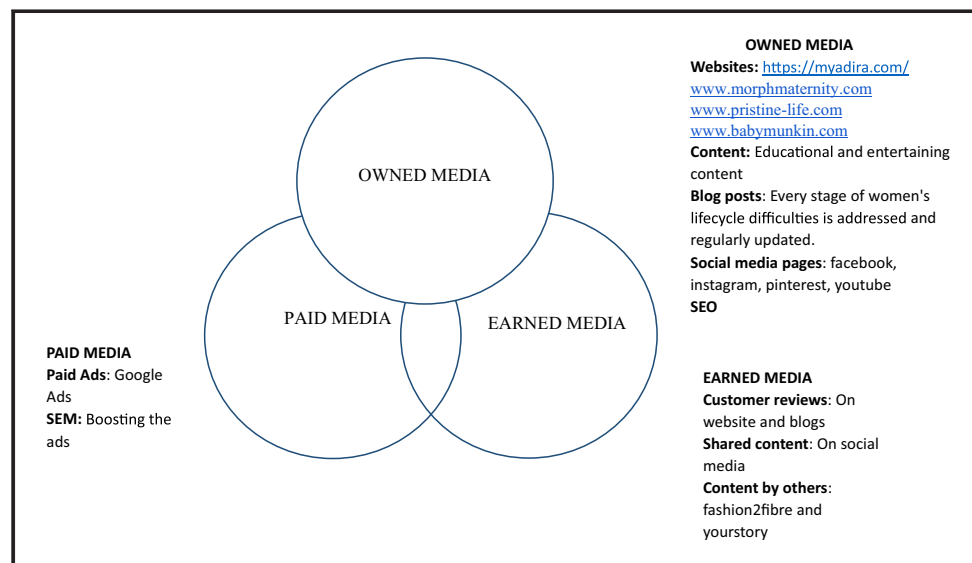 OWNED MEDIA
PAID MEDIA
EARNED MEDIA
OWNED MEDIA
Websites: https://myadira.com/
www.morphmaternity.com
www.pristine-life.com
www.babymunkin.com
Content: Educational and entertaining
content
Blog posts: Every stage of women's
lifecycle difficulties is addressed and
regularly updated.
Social media pages: facebook,
instagram, pinterest, youtube
SEO
PAID MEDIA
Paid Ads: Google
Ads
SEM: Boosting the
ads
EARNED MEDIA
Customer reviews: On
website and blogs
Shared content: On social
media
Content by others:
fashion2fibre and
yourstory